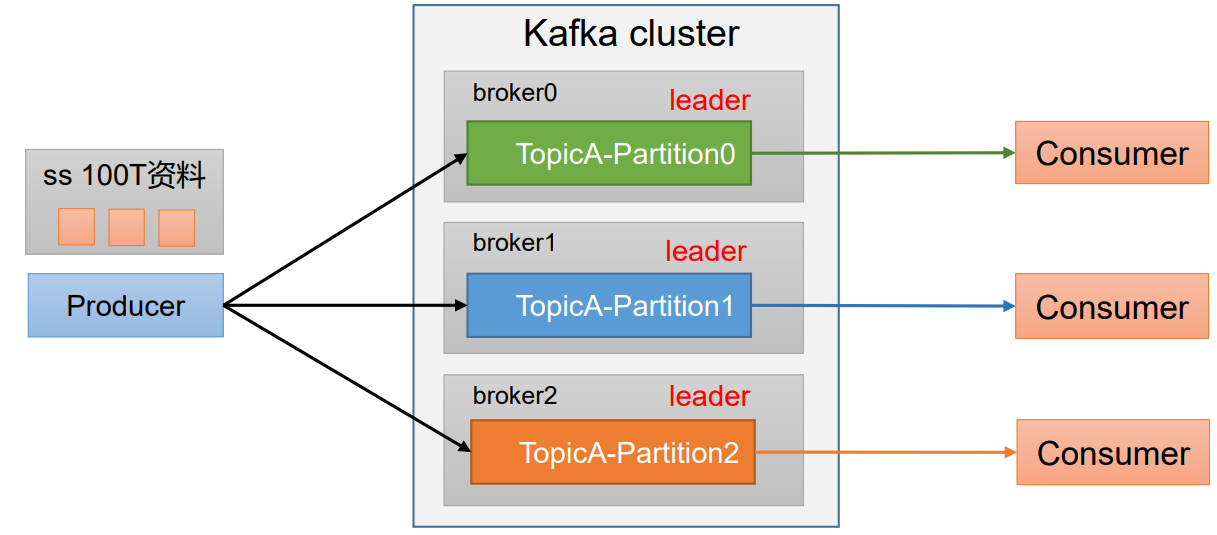 Kafka cluster
broker0
leader
TopicA-Partition0
Consumer
ss 100T资料
Producer
broker1
leader
TopicA-Partition1
Consumer
broker2
leader
TopicA-Partition2
Consumer